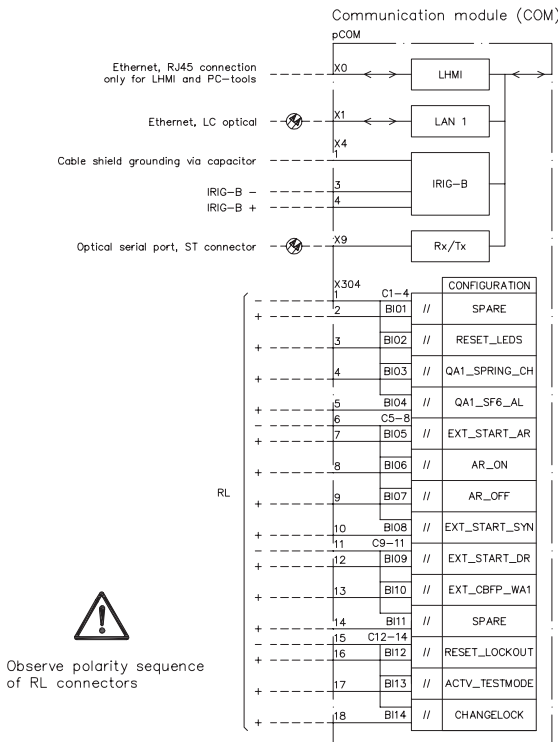 Communication module (COM)
pCOM
Ethernet, RJ45 connection
only for LHMI and PC-tools
X0
LHMI
Ethernet, LC optical
X1
LAN 1
X4
Cable shield grounding via capacitor
1
IRIG-B
IRIG-B -
3
IRIG-B +
4
Optical serial port, ST connector
X9
Rx/Tx
X304
CONFIGURATION
- 1 C1-4
+ 2 BI01 // SPARE
+ 3 BI02 // RESET_LEDS
+ 4 BI03 // QA1_SPRING_CH
+ 5 BI04 // QA1_SF6_AL
- 6 C5-8
+ 7 BI05 // EXT_START_AR
+ 8 BI06 // AR_ON
RL
+ 9 BI07 // AR_OFF
+ 10 BI08 // EXT_START_SYN
- 11 C9-11
+ 12 BI09 // EXT_START_DR
+ 13 BI10 // EXT_CBFP_WA1
+ 14 BI11 // SPARE
- 15 C12-14
+ 16 BI12 // RESET_LOCKOUT
+ 17 BI13 // ACTV_TESTMODE
+ 18 BI14 // CHANGELOCK
!
Observe polarity sequence
of RL connectors